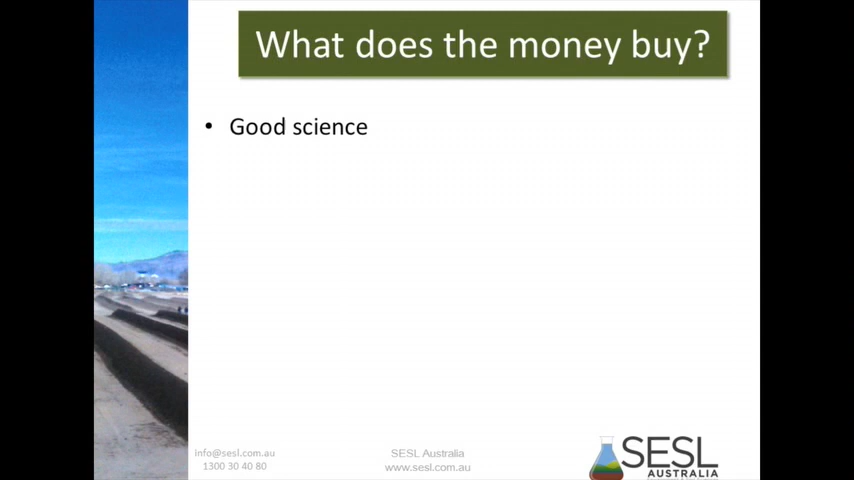 What does the money buy?
• Good science
info@sesl.com.au
1300 30 40 80
SESL Australia
www.sesl.com.au
SESL
AUSTRALIA